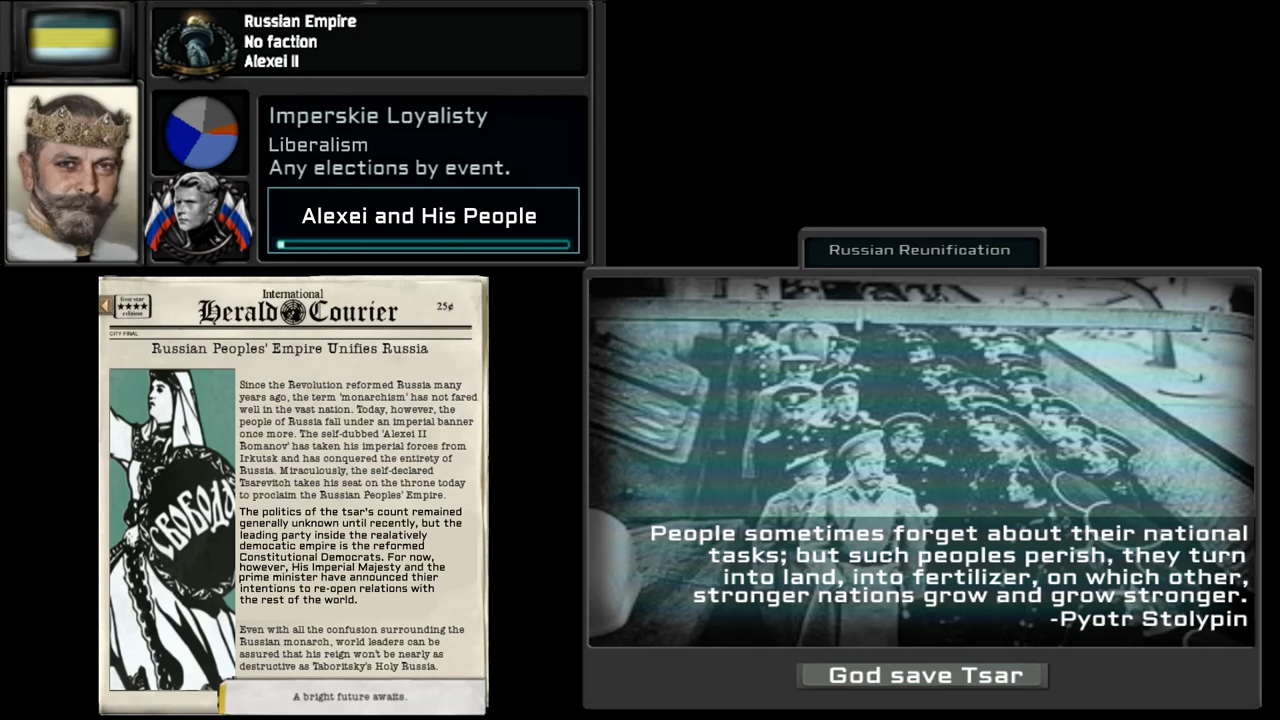 Russian Empire
No faction
Alexei II
Imperskie Loyalisty
Liberalism
Any elections by event.
Alexei and His People
Russian Reunification
five star
★★★★
edition
International
Herald Courier
25¢
CITY FINAL
Russian Peoples' Empire Unifies Russia
Since the Revolution reformed Russia many
years ago, the term 'monarchism' has not fared
well in the vast nation. Today, however, the
people of Russia fall under an imperial banner
once more. The self-dubbed 'Alexei II
Romanov' has taken his imperial forces from
Irkutsk and has conquered the entirety of
Russia. Miraculously, the self-declared
Tsarevitch takes his seat on the throne today
to proclaim the Russian Peoples' Empire.
The politics of the tsar's count remained
generally unknown until recently, but the
leading party inside the realatively
democatic empire is the reformed
Constitutional Democrats. For now,
however, His Imperial Majesty and the
prime minister have announced thier
intentions to re-open relations with
the rest of the world.
Even with all the confusion surrounding the
Russian monarch, world leaders can be
assured that his reign won't be nearly as
destructive as Taboritsky's Holy Russia.
СВОБОДА
A bright future awaits.
People sometimes forget about their national
tasks; but such peoples perish, they turn
into land, into fertilizer, on which other,
stronger nations grow and grow stronger.
-Pyotr Stolypin
God save Tsar